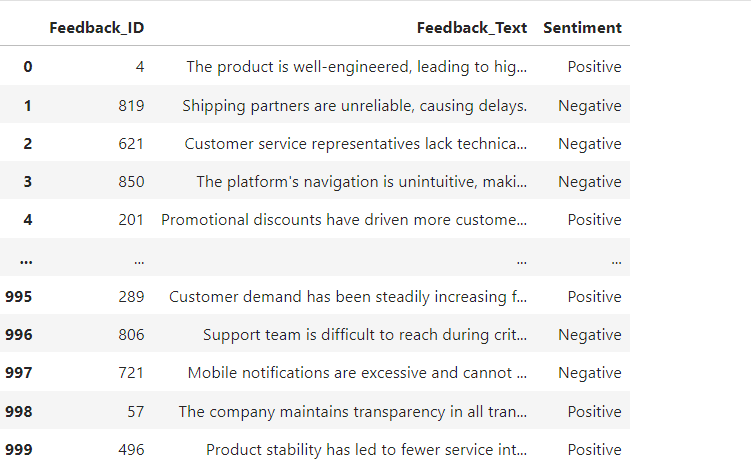 Feedback_ID Feedback_Text Sentiment
0 4 The product is well-engineered, leading to hig... Positive
1 819 Shipping partners are unreliable, causing delays. Negative
2 621 Customer service representatives lack technica... Negative
3 850 The platform's navigation is unintuitive, maki... Negative
4 201 Promotional discounts have driven more custome... Positive
... ... ... ...
995 289 Customer demand has been steadily increasing f... Positive
996 806 Support team is difficult to reach during crit... Negative
997 721 Mobile notifications are excessive and cannot ... Negative
998 57 The company maintains transparency in all tran... Positive
999 496 Product stability has led to fewer service int... Positive